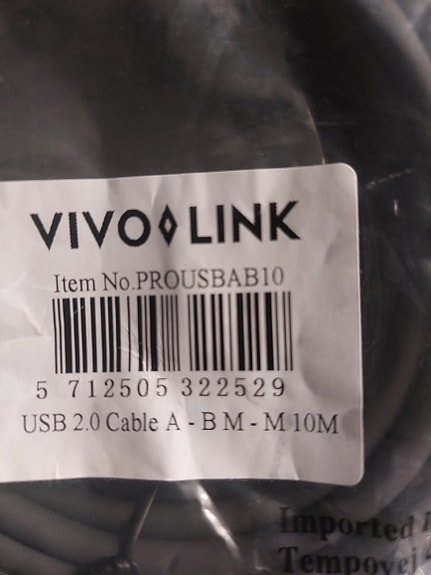 VIVO LINK
Item No.PROUSBAB10
5 712505 322529
USB 2.0 Cable A - B M - M 10M
Imported
Tempovej